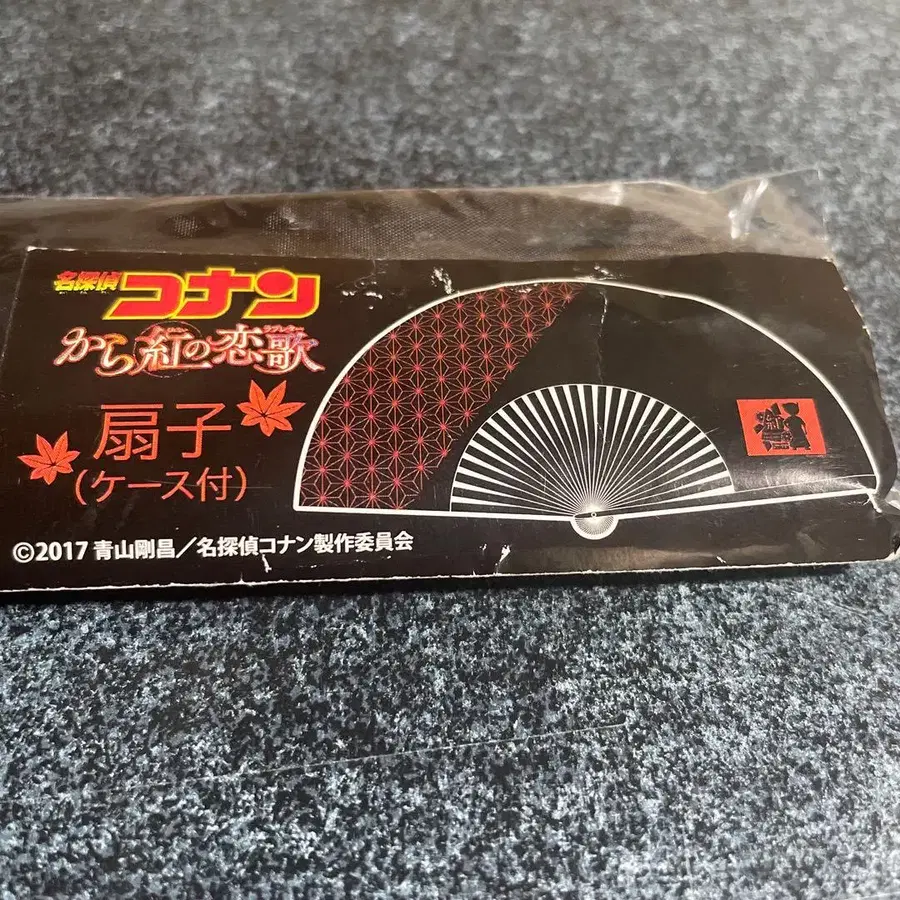 名探偵
コナン
から紅の恋歌
扇子
(ケース付)
©2017 青山剛昌／名探偵コナン製作委員会
紅